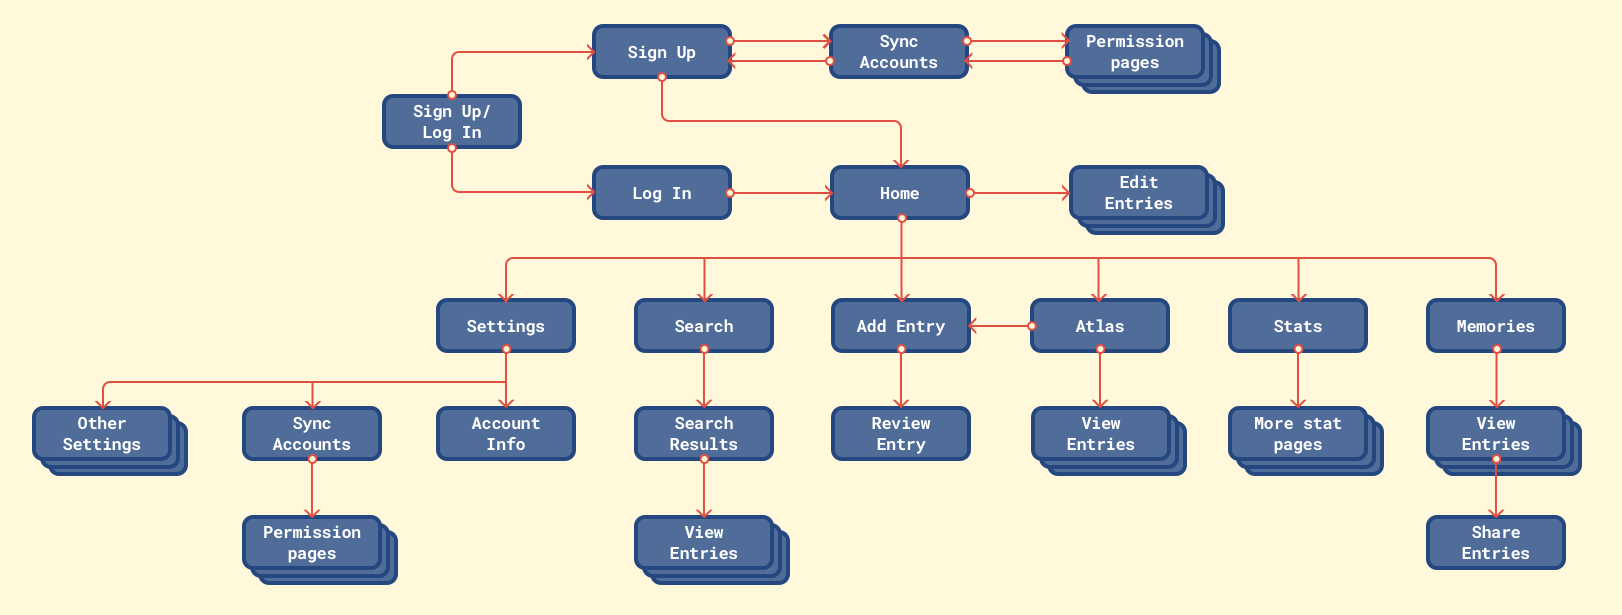 Sign Up
Sync
Accounts
Permission
pages
Sign Up/
Log In
Log In
Home
Edit
Entries
Settings
Search
Add Entry
Atlas
Stats
Memories
Other
Settings
Sync
Accounts
Account
Info
Search
Results
Review
Entry
View
Entries
More stat
pages
View
Entries
Permission
pages
View
Entries
Share
Entries